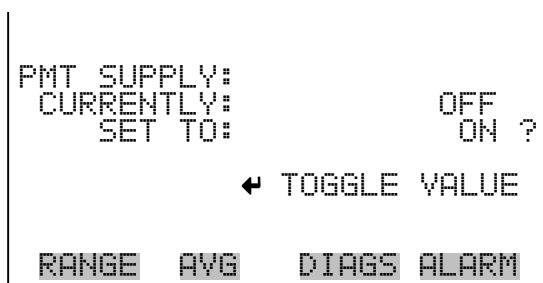 PMT SUPPLY:
CURRENTLY: OFF
SET TO: ON ?
↵ TOGGLE VALUE
RANGE AVG DIAGS ALARM